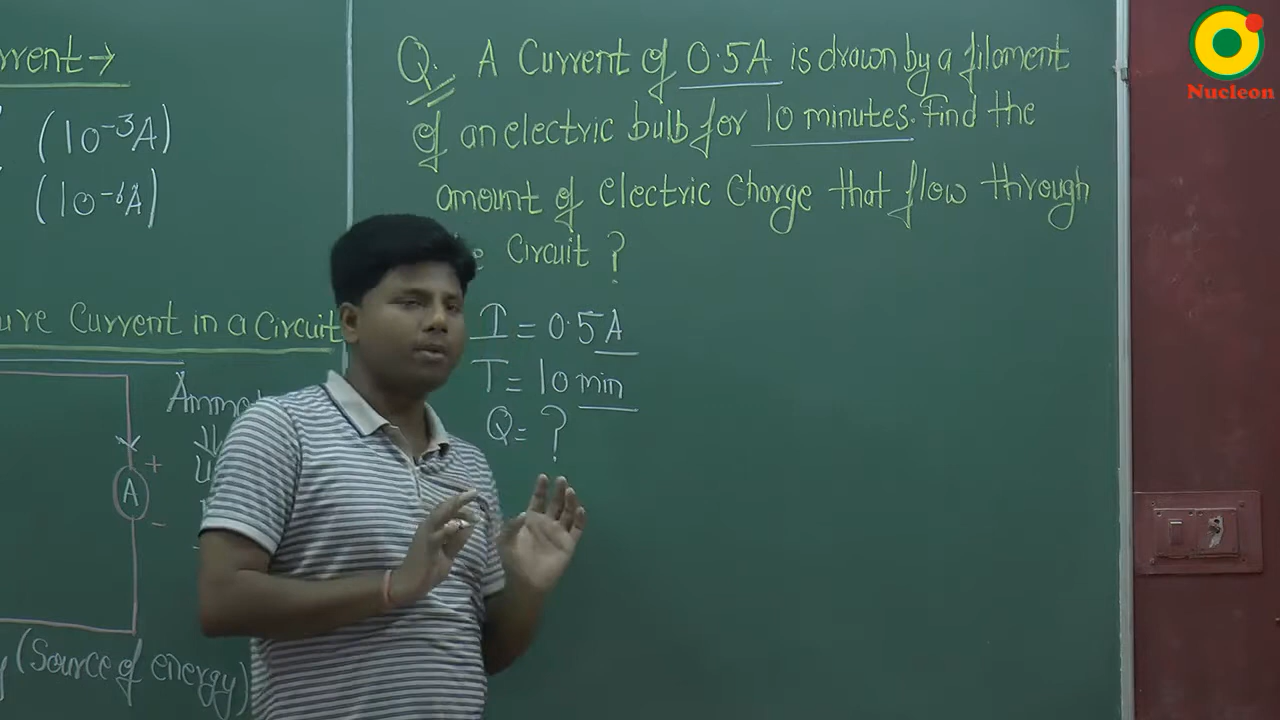 rrent →
(10⁻³A)
(10⁻⁶A)
ure Current in a Circuit
Amm
A
+
−
(Source of energy)
Q. A Current of 0.5A is drawn by a filament
of an electric bulb for 10 minutes. Find the
amount of electric Charge that flow through
Circuit ?
I = 0.5A
T = 10 min
Q = ?
Nucleon